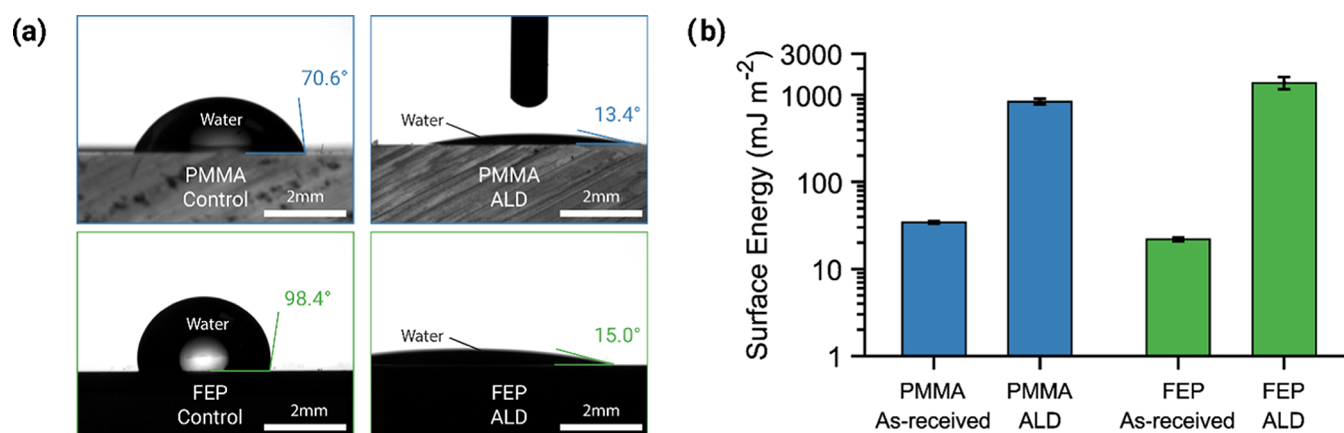 (a)
70.6°
Water
PMMA
Control
2mm
13.4°
Water
PMMA
ALD
2mm
98.4°
Water
FEP
Control
2mm
15.0°
Water
FEP
ALD
2mm
(b)
Surface Energy (mJ m⁻²)
3000
1000
100
10
1
PMMA
As-received
PMMA
ALD
FEP
As-received
FEP
ALD